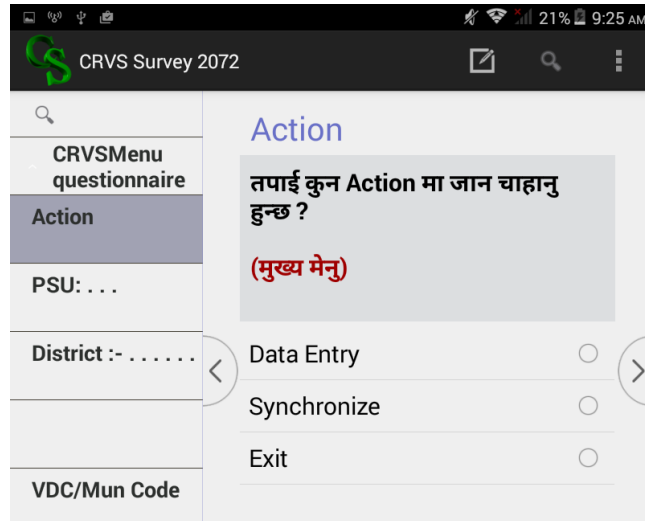 21% 9:25 AM
CS CRVS Survey 2072
CRVSMenu
questionnaire
Action
PSU: . . .
District :- . . . . . .
VDC/Mun Code
Action
तपाई कुन Action मा जान चाहानु
हुन्छ ?
(मुख्य मेनु)
Data Entry
Synchronize
Exit